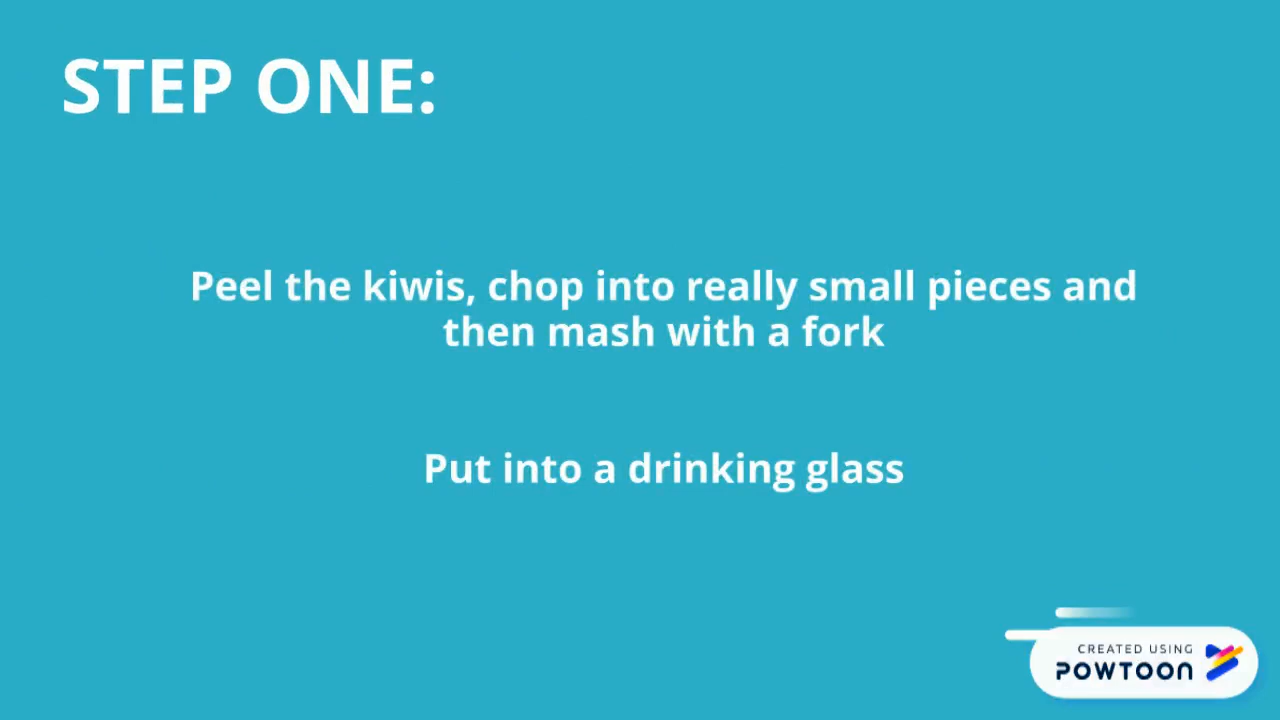 STEP ONE:
Peel the kiwis, chop into really small pieces and
then mash with a fork
Put into a drinking glass
CREATED USING
POWTOON